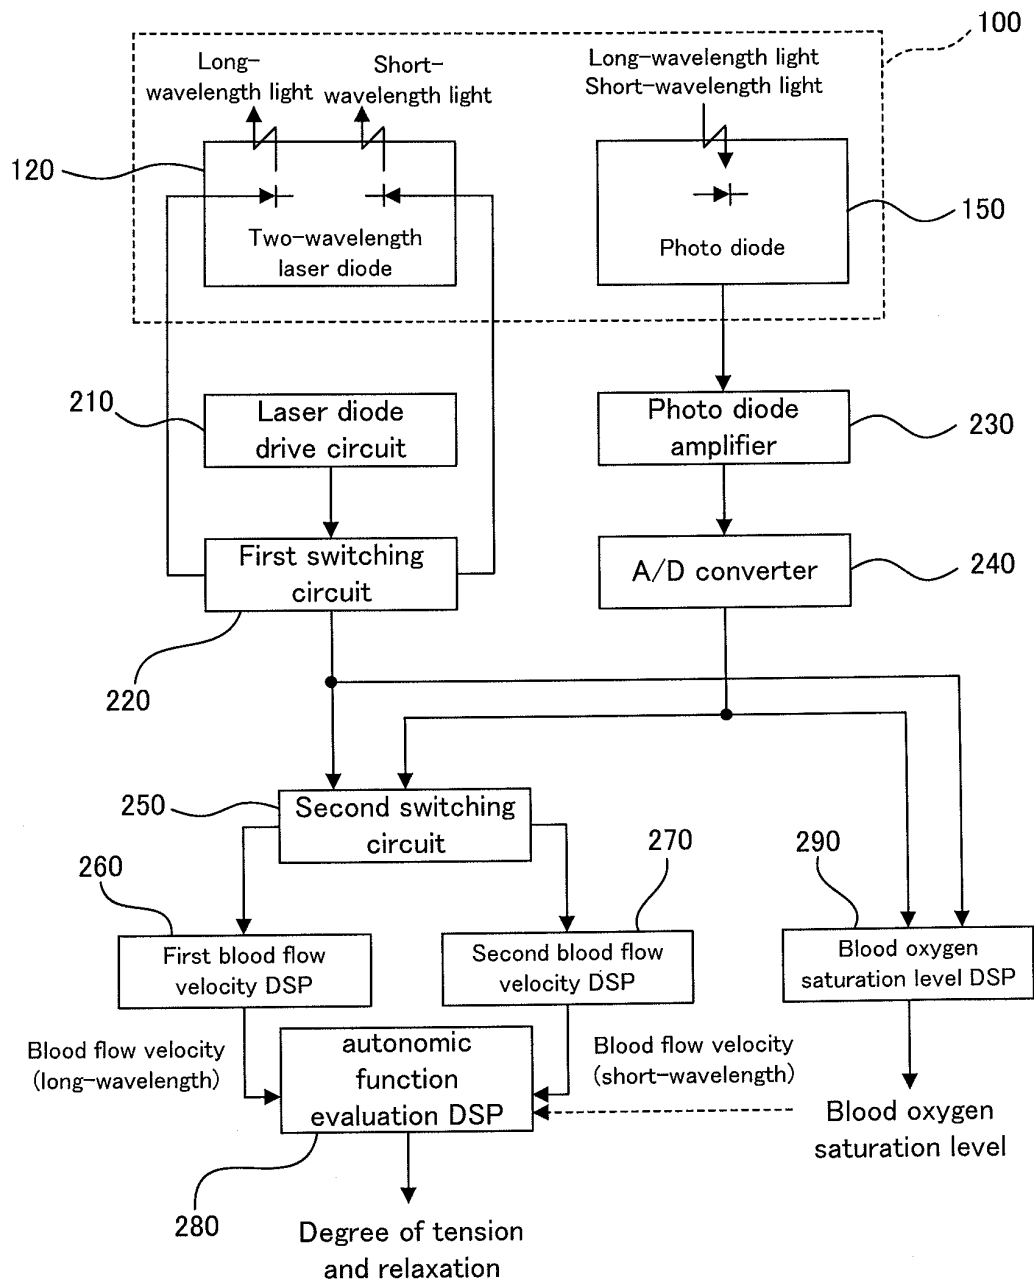 100
Long-
wavelength light
Short-
wavelength light
Long-wavelength light
Short-wavelength light
120
Two-wavelength
laser diode
Photo diode
150
210
Laser diode
drive circuit
Photo diode
amplifier
230
First switching
circuit
A/D converter
240
220
250
Second switching
circuit
260
270
290
First blood flow
velocity DSP
Second blood flow
velocity DSP
Blood oxygen
saturation level DSP
Blood flow velocity
(long-wavelength)
autonomic
function
evaluation DSP
Blood flow velocity
(short-wavelength)
Blood oxygen
saturation level
280
Degree of tension
and relaxation